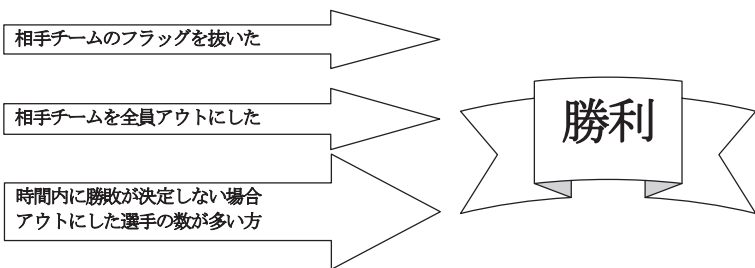 相手チームのフラッグを抜いた
相手チームを全員アウトにした
時間内に勝敗が決定しない場合
アウトにした選手の数が多い方
勝利